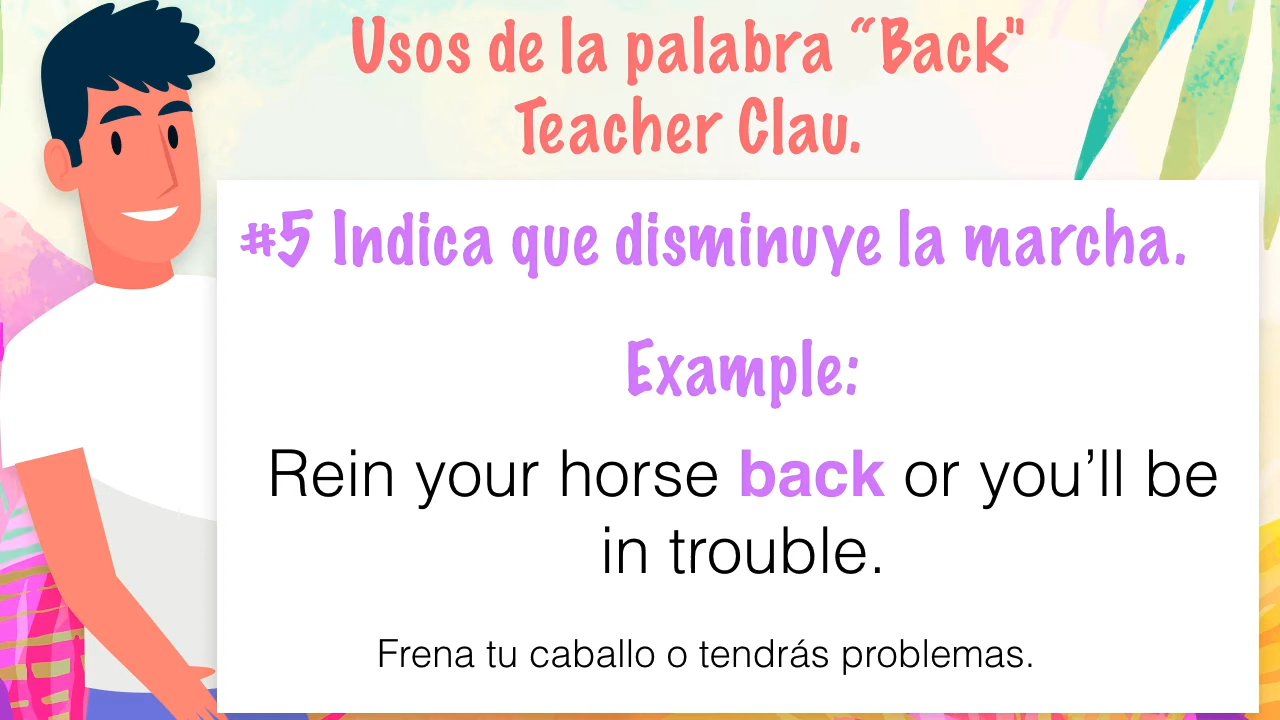 Usos de la palabra “Back"
Teacher Clau.
#5 Indica que disminuye la marcha.
Example:
Rein your horse back or you’ll be
in trouble.
Frena tu caballo o tendrás problemas.